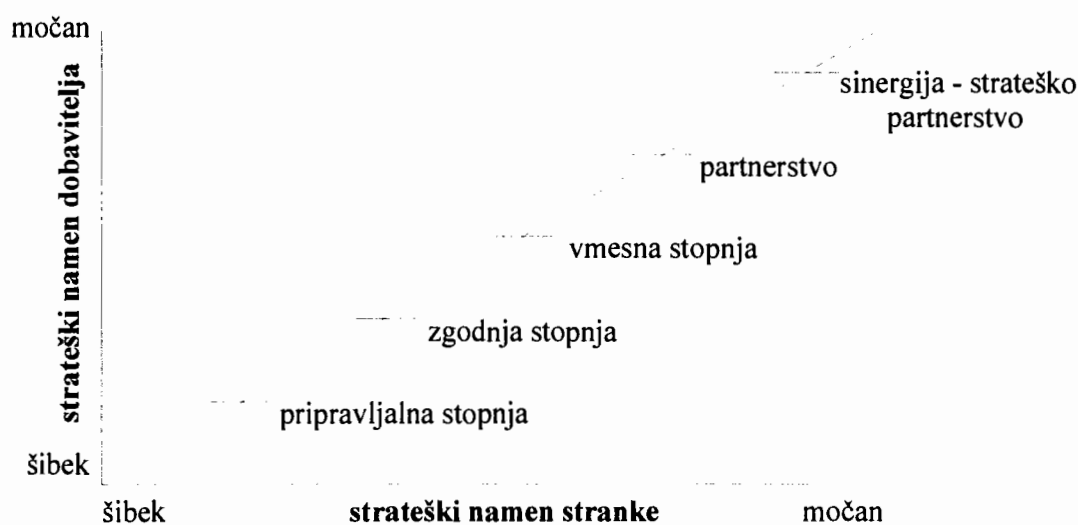 močan
strateški namen dobavitelja
sinergija - strateško
partnerstvo
partnerstvo
vmesna stopnja
zgodnja stopnja
pripravljalna stopnja
šibek
šibek
strateški namen stranke
močan